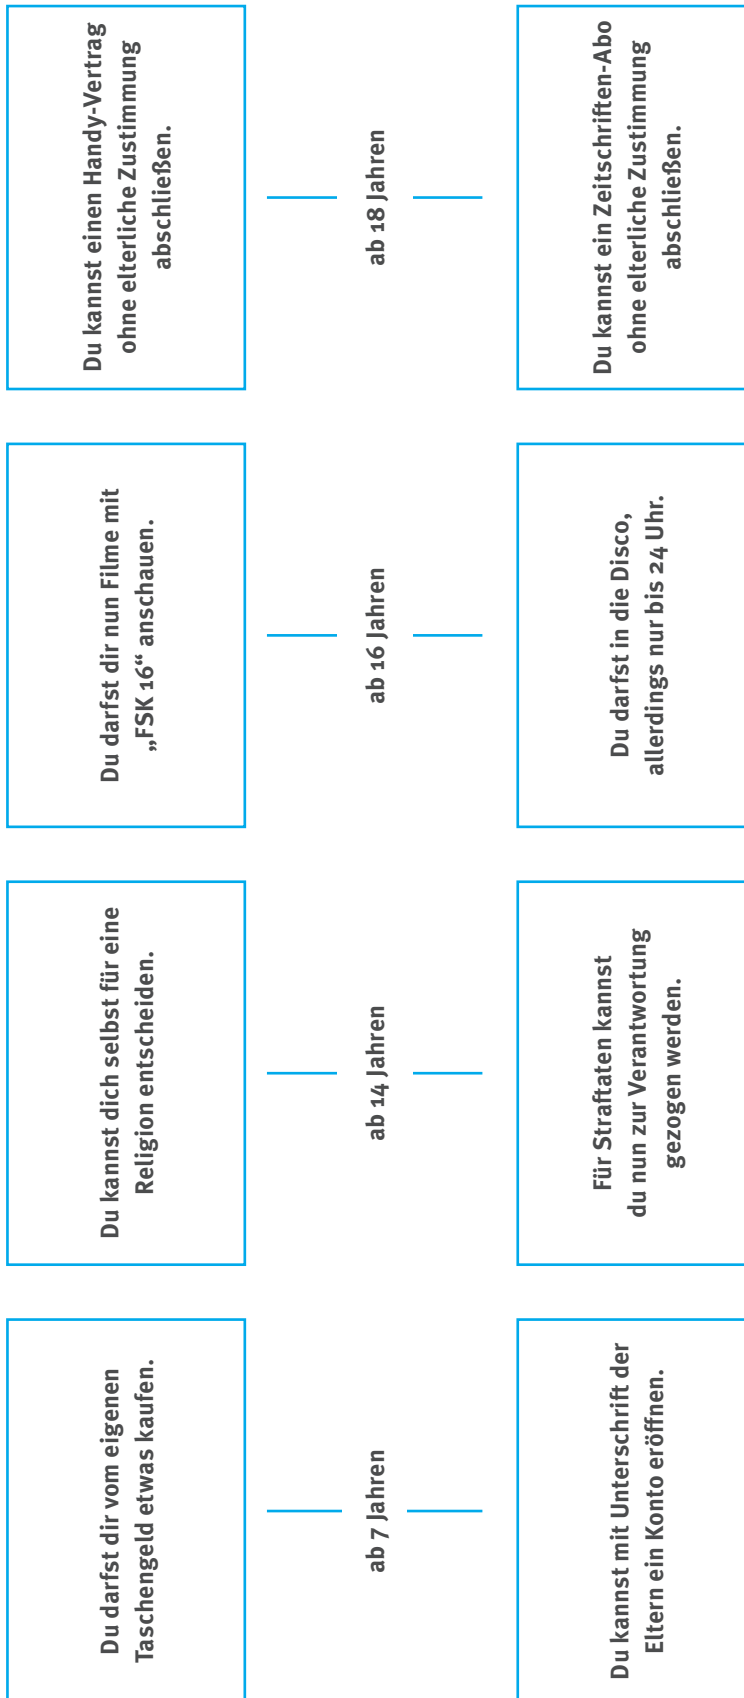 Du darfst dir vom eigenen
Taschengeld etwas kaufen.
Du kannst dich selbst für eine
Religion entscheiden.
Du darfst dir nun Filme mit
„FSK 16“ anschauen.
Du kannst einen Handy-Vertrag
ohne elterliche Zustimmung
abschließen.
ab 7 Jahren
ab 14 Jahren
ab 16 Jahren
ab 18 Jahren
Du kannst mit Unterschrift der
Eltern ein Konto eröffnen.
Für Straftaten kannst
du nun zur Verantwortung
gezogen werden.
Du darfst in die Disco,
allerdings nur bis 24 Uhr.
Du kannst ein Zeitschriften-Abo
ohne elterliche Zustimmung
abschließen.